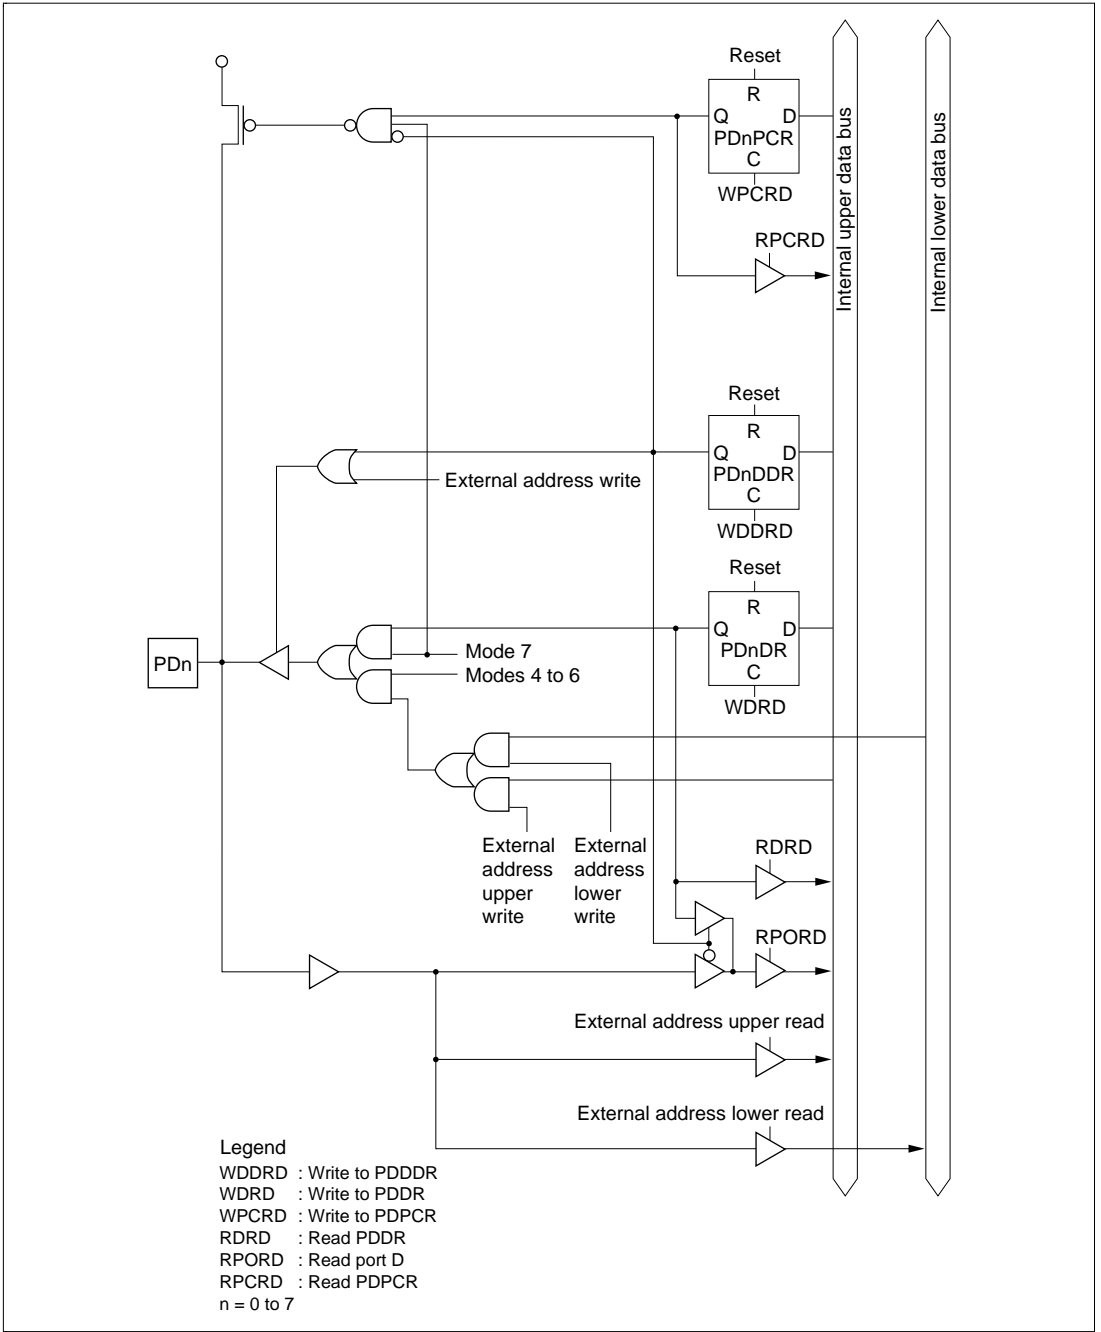 Reset
R
Q D
PDnPCR
C
WPCRD
RPCRD
Internal upper data bus
Internal lower data bus
Reset
R
Q D
PDnDDR
C
WDDRD
External address write
Reset
R
Q D
PDnDR
C
WDRD
PDn
Mode 7
Modes 4 to 6
External
address
upper
write
External
address
lower
write
RDRD
RPORD
External address upper read
External address lower read
Legend
WDDRD : Write to PDDDR
WDRD : Write to PDDR
WPCRD : Write to PDPCR
RDRD : Read PDDR
RPORD : Read port D
RPCRD : Read PDPCR
n = 0 to 7